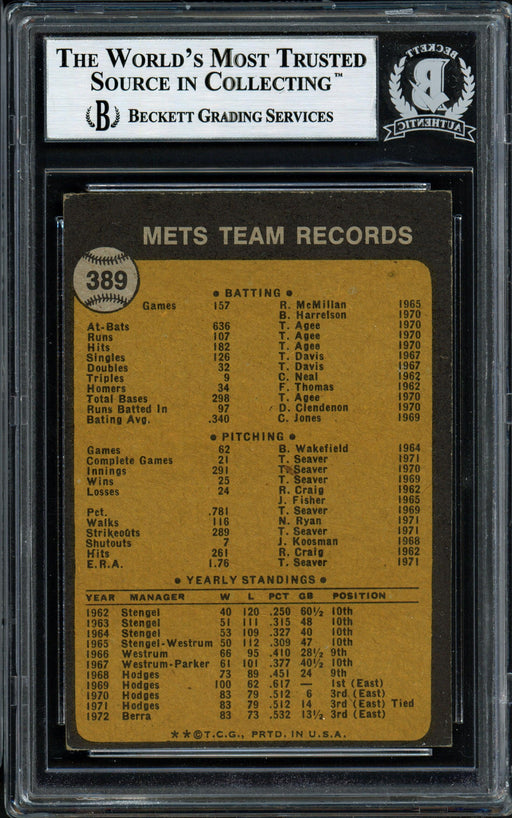 THE WORLD'S MOST TRUSTED
SOURCE IN COLLECTING™
B BECKETT GRADING SERVICES
BECKETT
B
AUTHENTIC
METS TEAM RECORDS
389
• BATTING •
Games 157 R. McMillan 1965
B. Harrelson 1970
At-Bats 636 T. Agee 1970
Runs 107 T. Agee 1970
Hits 182 T. Agee 1970
Singles 126 T. Davis 1967
Doubles 32 T. Davis 1967
Triples 9 C. Neal 1962
Homers 34 F. Thomas 1962
Total Bases 298 T. Agee 1970
Runs Batted In 97 D. Clendenon 1970
Bating Avg. .340 C. Jones 1969
• PITCHING •
Games 62 B. Wakefield 1964
Complete Games 21 T. Seaver 1971
Innings 291 T. Seaver 1970
Wins 25 T. Seaver 1969
Losses 24 R. Craig 1962
J. Fisher 1965
Pct. .781 T. Seaver 1969
Walks 116 N. Ryan 1971
Strikeouts 289 T. Seaver 1971
Shutouts 7 J. Koosman 1968
Hits 261 R. Craig 1962
E.R.A. 1.76 T. Seaver 1971
• YEARLY STANDINGS •
YEAR MANAGER W L PCT GB POSITION
1962 Stengel 40 120 .250 60½ 10th
1963 Stengel 51 111 .315 48 10th
1964 Stengel 53 109 .327 40 10th
1965 Stengel-Westrum 50 112 .309 47 10th
1966 Westrum 66 95 .410 28½ 9th
1967 Westrum-Parker 61 101 .377 40½ 10th
1968 Hodges 73 89 .451 24 9th
1969 Hodges 100 62 .617 — 1st (East)
1970 Hodges 83 79 .512 6 3rd (East)
1971 Hodges 83 79 .512 14 3rd (East) Tied
1972 Berra 83 73 .532 13½ 3rd (East)
**©T.C.G., PRTD. IN U.S.A.